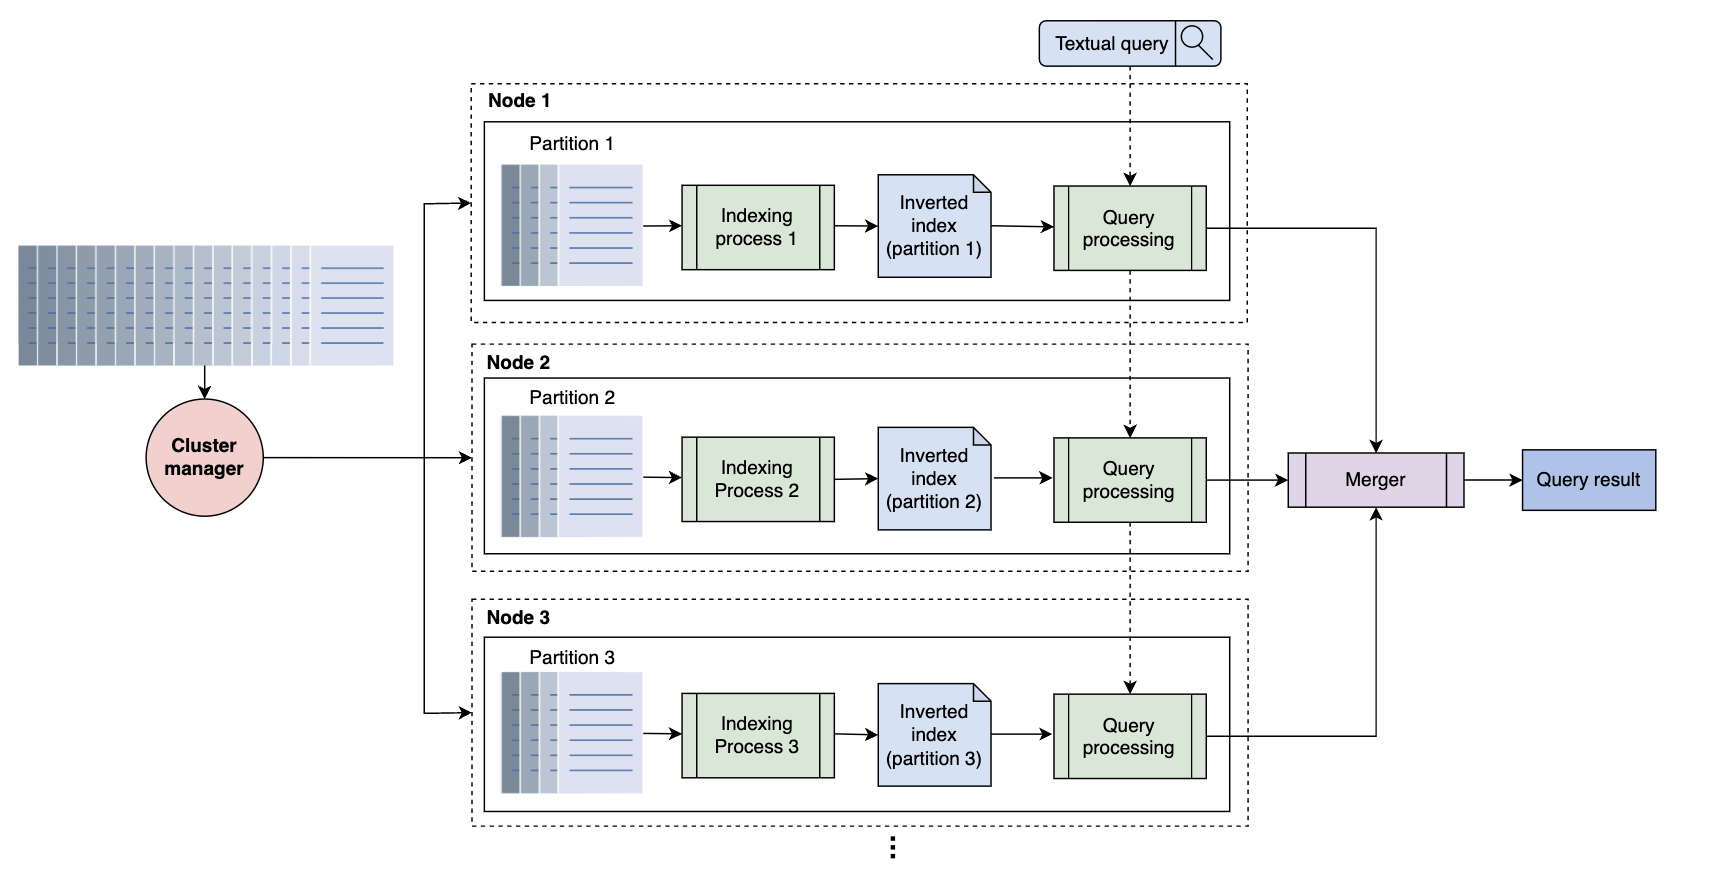 Textual query
Node 1
Partition 1
Indexing
process 1
Inverted
index
(partition 1)
Query
processing
Node 2
Partition 2
Indexing
Process 2
Inverted
index
(partition 2)
Query
processing
Cluster
manager
Merger
Query result
Node 3
Partition 3
Indexing
Process 3
Inverted
index
(partition 3)
Query
processing